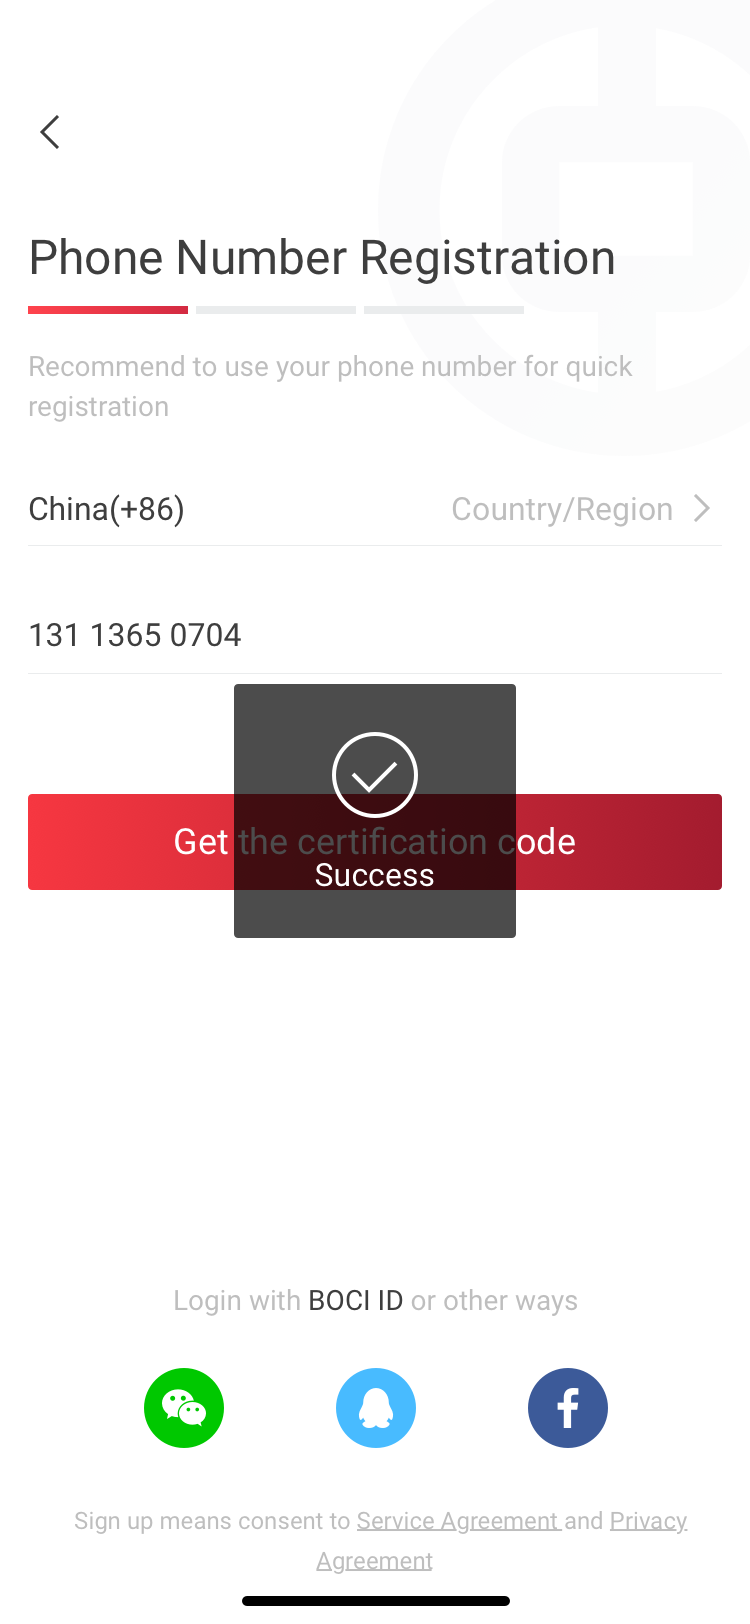 Phone Number Registration
Recommend to use your phone number for quick
registration
China(+86) Country/Region
131 1365 0704
Get the certification code
Success
Login with BOCI ID or other ways
Sign up means consent to Service Agreement and Privacy
Agreement